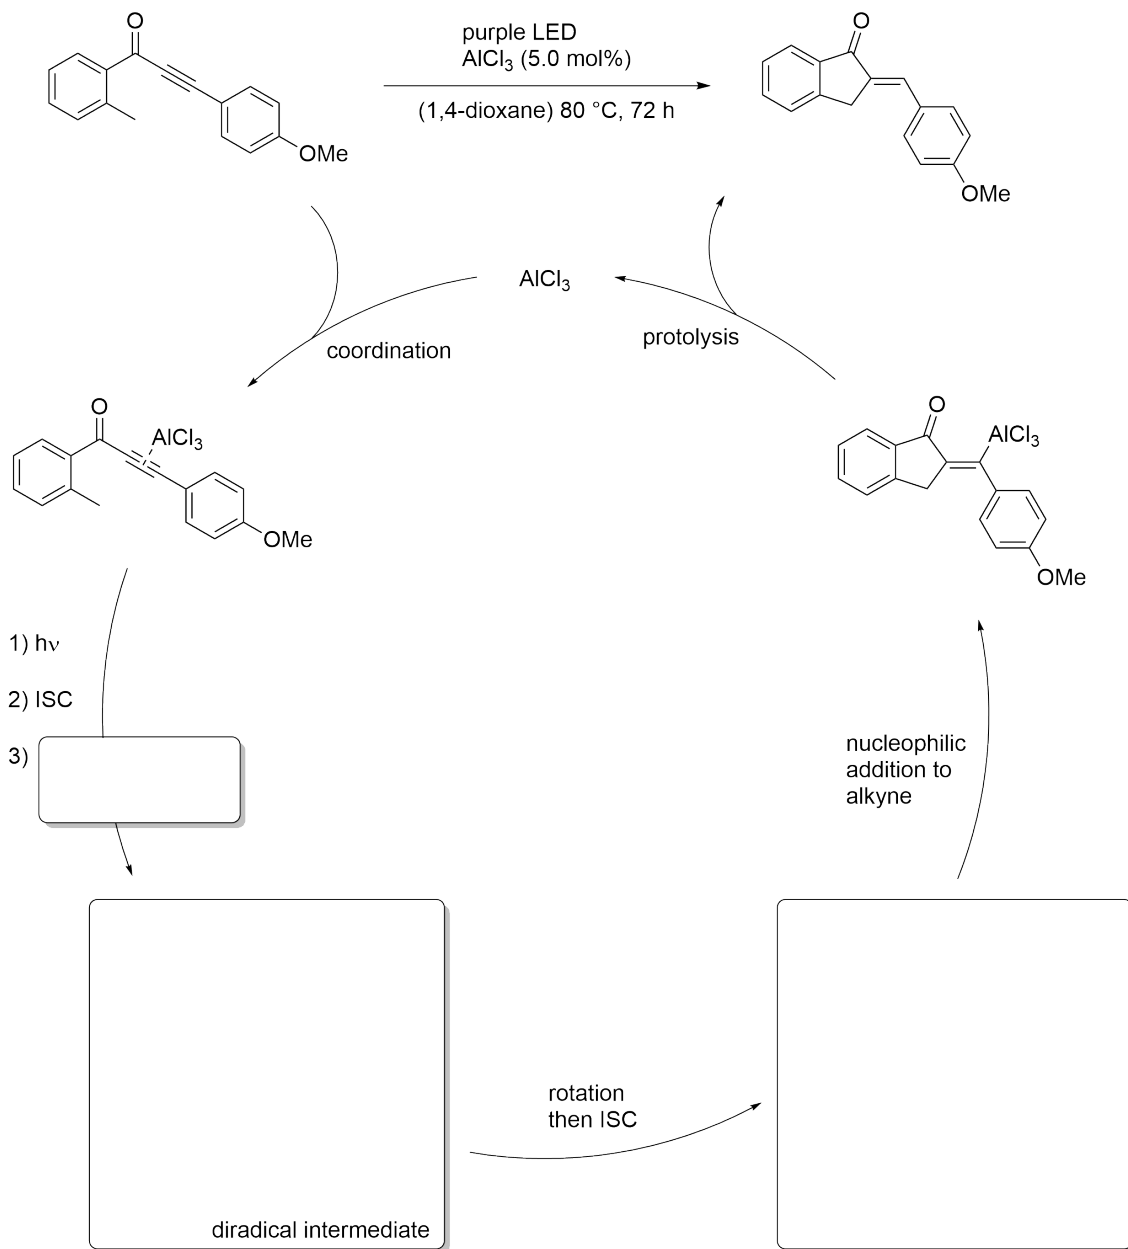 O
OMe
purple LED
AlCl3 (5.0 mol%)
(1,4-dioxane) 80 °C, 72 h
O
OMe
AlCl3
coordination
protolysis
O
AlCl3
OMe
O
AlCl3
OMe
1) hν
2) ISC
3)
nucleophilic
addition to
alkyne
rotation
then ISC
diradical intermediate